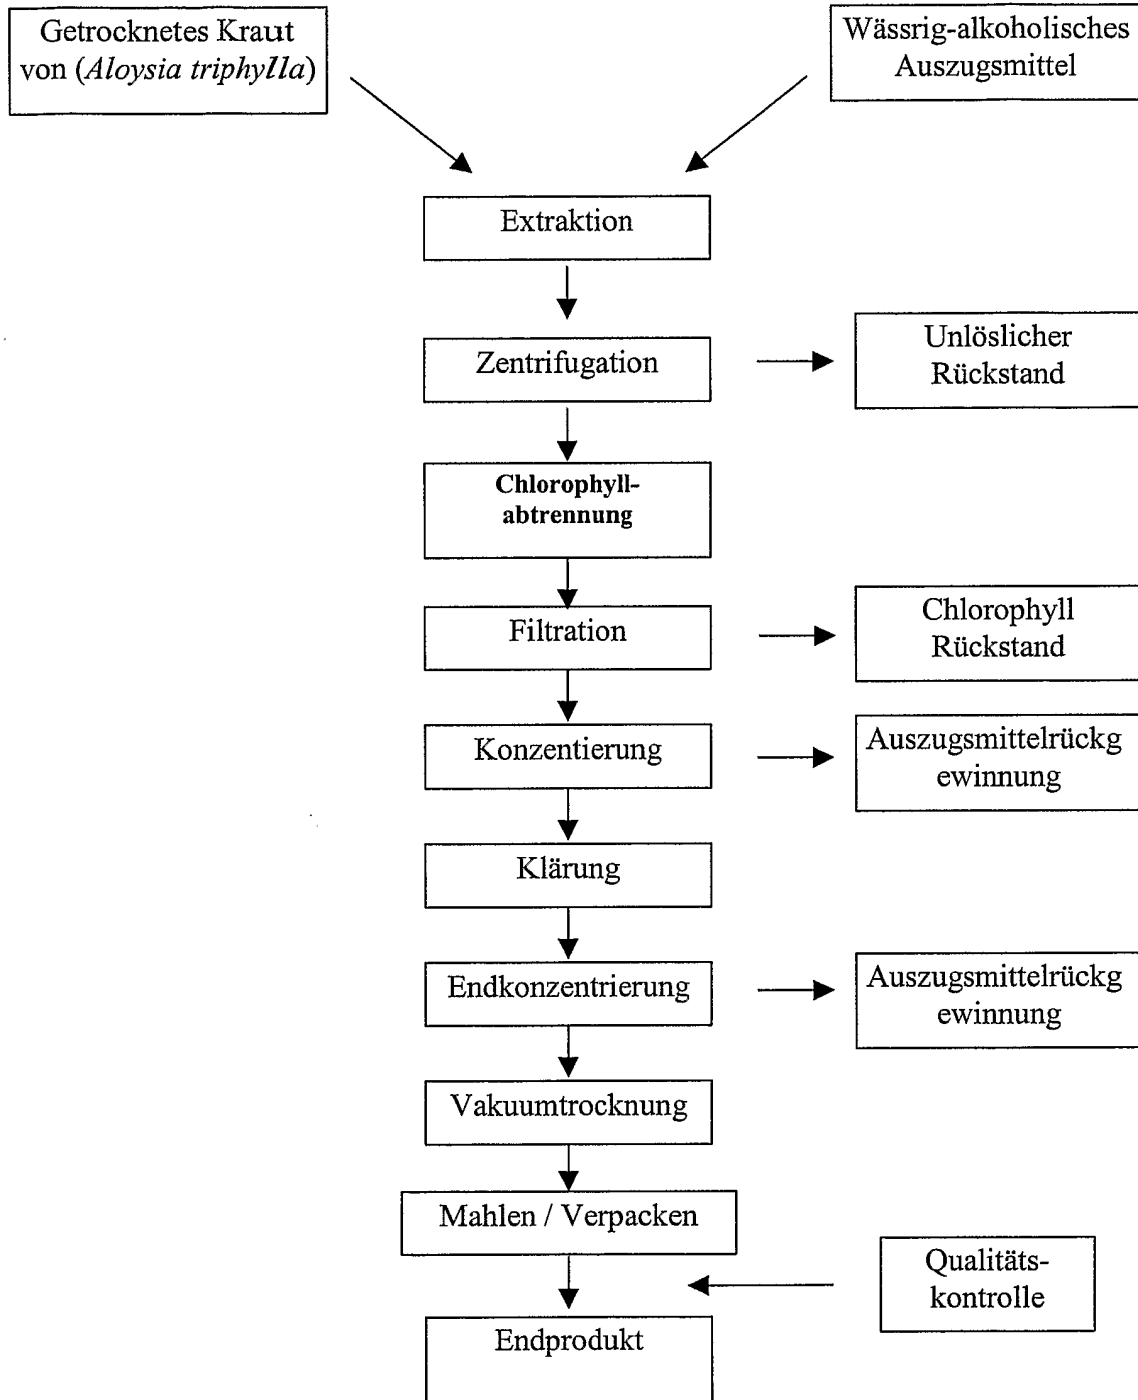 Getrocknetes Kraut
von (Aloysia triphylla)
Wässrig-alkoholisches
Auszugsmittel
Extraktion
Zentrifugation
Unlöslicher
Rückstand
Chlorophyll-
abtrennung
Filtration
Chlorophyll
Rückstand
Konzentierung
Auszugsmittelrückg
ewinnung
Klärung
Endkonzentrierung
Auszugsmittelrückg
ewinnung
Vakuumtrocknung
Mahlen / Verpacken
Qualitäts-
kontrolle
Endprodukt